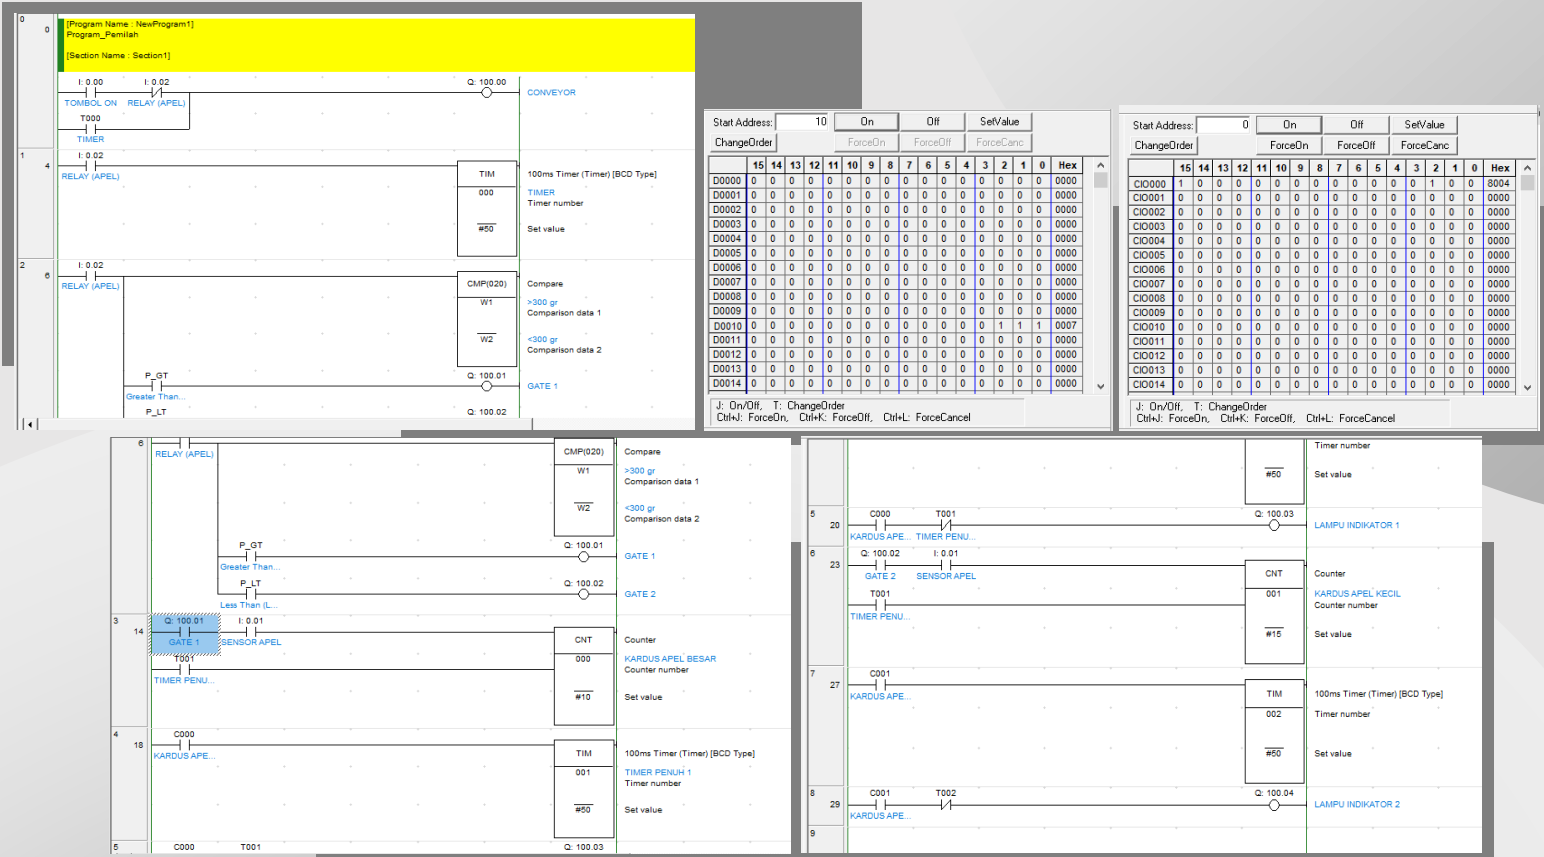 0
0
[Program Name : NewProgram1]
Program_Pemilah
[Section Name : Section1]
I: 0.00 I: 0.02 Q: 100.00
TOMBOL ON RELAY (APEL) CONVEYOR
T000
TIMER
1
4
I: 0.02
RELAY (APEL)
TIM 100ms Timer (Timer) [BCD Type]
000 TIMER
Timer number
#50 Set value
2
6
I: 0.02
RELAY (APEL)
CMP(020) Compare
W1 >300 gr
Comparison data 1
W2 <300 gr
Comparison data 2
P_GT Q: 100.01
Greater Than... GATE 1
P_LT Q: 100.02
Start Address: 10 On Off SetValue
ChangeOrder ForceOn ForceOff ForceCanc
15 14 13 12 11 10 9 8 7 6 5 4 3 2 1 0 Hex
D0000 0 0 0 0 0 0 0 0 0 0 0 0 0 0 0 0 0000
D0001 0 0 0 0 0 0 0 0 0 0 0 0 0 0 0 0 0000
D0002 0 0 0 0 0 0 0 0 0 0 0 0 0 0 0 0 0000
D0003 0 0 0 0 0 0 0 0 0 0 0 0 0 0 0 0 0000
D0004 0 0 0 0 0 0 0 0 0 0 0 0 0 0 0 0 0000
D0005 0 0 0 0 0 0 0 0 0 0 0 0 0 0 0 0 0000
D0006 0 0 0 0 0 0 0 0 0 0 0 0 0 0 0 0 0000
D0007 0 0 0 0 0 0 0 0 0 0 0 0 0 0 0 0 0000
D0008 0 0 0 0 0 0 0 0 0 0 0 0 0 0 0 0 0000
D0009 0 0 0 0 0 0 0 0 0 0 0 0 0 0 0 0 0000
D0010 0 0 0 0 0 0 0 0 0 0 0 0 0 1 1 1 0007
D0011 0 0 0 0 0 0 0 0 0 0 0 0 0 0 0 0 0000
D0012 0 0 0 0 0 0 0 0 0 0 0 0 0 0 0 0 0000
D0013 0 0 0 0 0 0 0 0 0 0 0 0 0 0 0 0 0000
D0014 0 0 0 0 0 0 0 0 0 0 0 0 0 0 0 0 0000
J: On/Off, T: ChangeOrder
Ctrl+J: ForceOn, Ctrl+K: ForceOff, Ctrl+L: ForceCancel
Start Address: 0 On Off SetValue
ChangeOrder ForceOn ForceOff ForceCanc
15 14 13 12 11 10 9 8 7 6 5 4 3 2 1 0 Hex
CIO000 1 0 0 0 0 0 0 0 0 0 0 0 0 1 0 0 8004
CIO001 0 0 0 0 0 0 0 0 0 0 0 0 0 0 0 0 0000
CIO002 0 0 0 0 0 0 0 0 0 0 0 0 0 0 0 0 0000
CIO003 0 0 0 0 0 0 0 0 0 0 0 0 0 0 0 0 0000
CIO004 0 0 0 0 0 0 0 0 0 0 0 0 0 0 0 0 0000
CIO005 0 0 0 0 0 0 0 0 0 0 0 0 0 0 0 0 0000
CIO006 0 0 0 0 0 0 0 0 0 0 0 0 0 0 0 0 0000
CIO007 0 0 0 0 0 0 0 0 0 0 0 0 0 0 0 0 0000
CIO008 0 0 0 0 0 0 0 0 0 0 0 0 0 0 0 0 0000
CIO009 0 0 0 0 0 0 0 0 0 0 0 0 0 0 0 0 0000
CIO010 0 0 0 0 0 0 0 0 0 0 0 0 0 0 0 0 0000
CIO011 0 0 0 0 0 0 0 0 0 0 0 0 0 0 0 0 0000
CIO012 0 0 0 0 0 0 0 0 0 0 0 0 0 0 0 0 0000
CIO013 0 0 0 0 0 0 0 0 0 0 0 0 0 0 0 0 0000
CIO014 0 0 0 0 0 0 0 0 0 0 0 0 0 0 0 0 0000
J: On/Off, T: ChangeOrder
Ctrl+J: ForceOn, Ctrl+K: ForceOff, Ctrl+L: ForceCancel
6
RELAY (APEL)
CMP(020) Compare
W1 >300 gr
Comparison data 1
W2 <300 gr
Comparison data 2
P_GT Q: 100.01
Greater Than... GATE 1
P_LT Q: 100.02
Less Than (L... GATE 2
3
14
Q: 100.01 I: 0.01
GATE 1 SENSOR APEL
CNT Counter
T001
000 KARDUS APEL BESAR
Counter number
TIMER PENU...
#10 Set value
4
18
C000
KARDUS APE...
TIM 100ms Timer (Timer) [BCD Type]
001 TIMER PENUH 1
Timer number
#50 Set value
5 C000 T001 Q: 100.03
Timer number
#50 Set value
5
20
C000 T001 Q: 100.03
KARDUS APE... TIMER PENU... LAMPU INDIKATOR 1
6
23
Q: 100.02 I: 0.01
GATE 2 SENSOR APEL
CNT Counter
T001
001 KARDUS APEL KECIL
Counter number
TIMER PENU...
#15 Set value
7
27
C001
KARDUS APE...
TIM 100ms Timer (Timer) [BCD Type]
002 Timer number
#50 Set value
8
29
C001 T002 Q: 100.04
KARDUS APE... LAMPU INDIKATOR 2
9